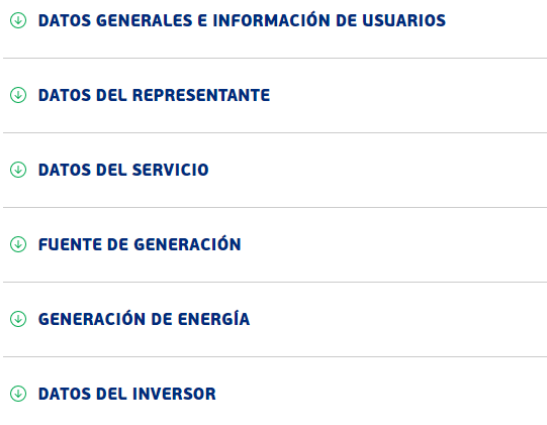 DATOS GENERALES E INFORMACIÓN DE USUARIOS
DATOS DEL REPRESENTANTE
DATOS DEL SERVICIO
FUENTE DE GENERACIÓN
GENERACIÓN DE ENERGÍA
DATOS DEL INVERSOR